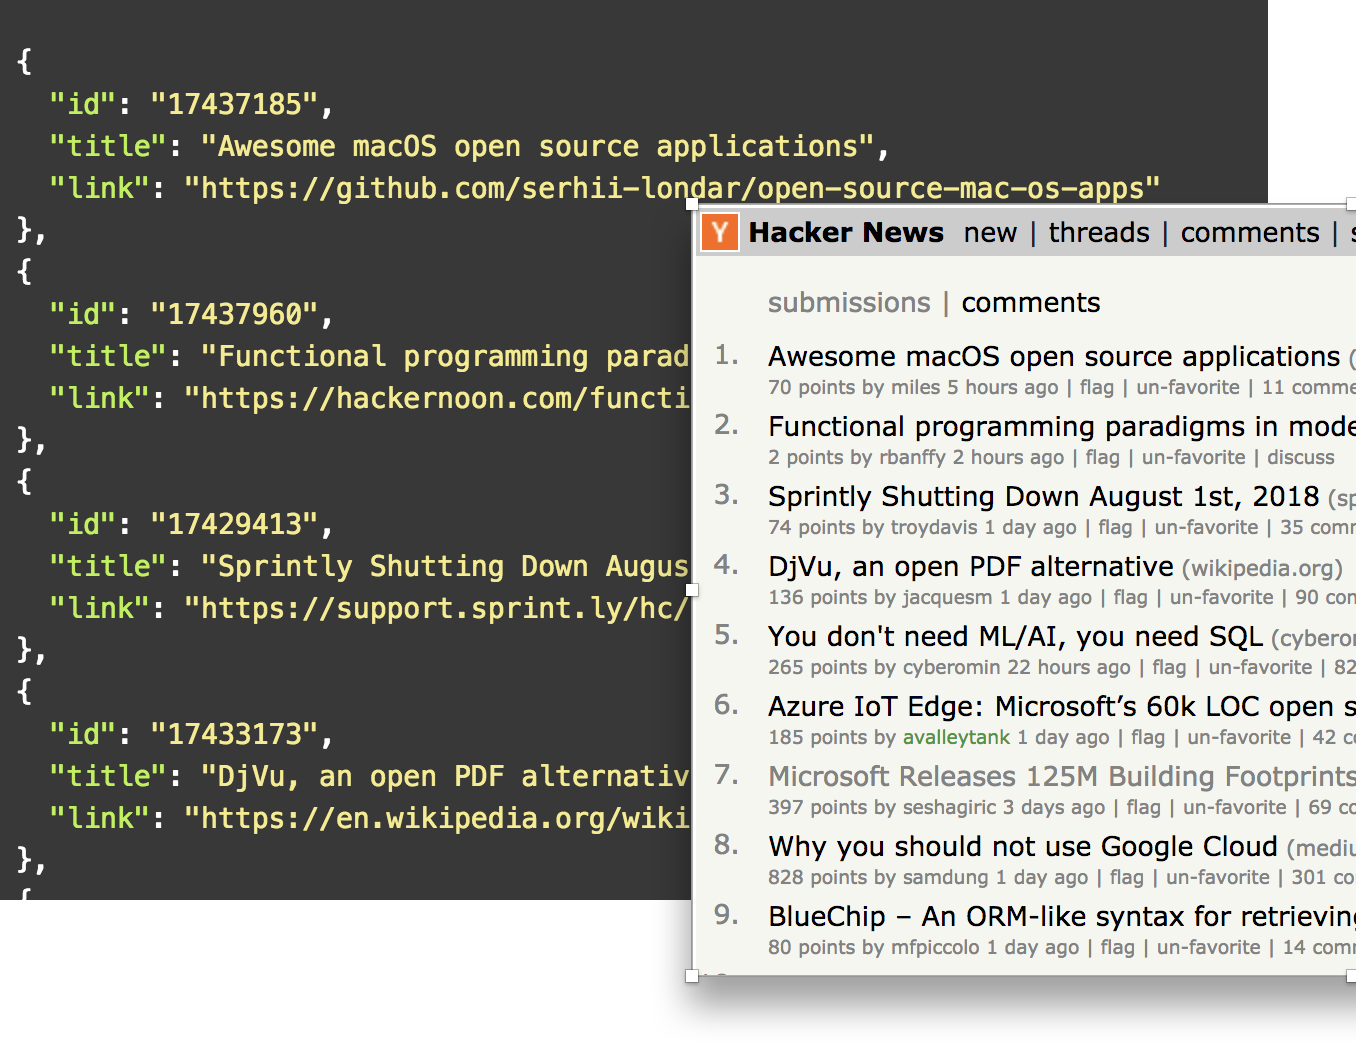 {
"id": "17437185",
"title": "Awesome macOS open source applications",
"link": "https://github.com/serhii-londar/open-source-mac-os-apps"
},
{
"id": "17437960",
"title": "Functional programming parad
"link": "https://hackernoon.com/functi
},
{
"id": "17429413",
"title": "Sprintly Shutting Down Augus
"link": "https://support.sprint.ly/hc/
},
{
"id": "17433173",
"title": "DjVu, an open PDF alternativ
"link": "https://en.wikipedia.org/wiki
},
{
Y Hacker News new | threads | comments | s
submissions | comments
1. Awesome macOS open source applications (
70 points by miles 5 hours ago | flag | un-favorite | 11 comme
2. Functional programming paradigms in mode
2 points by rbanffy 2 hours ago | flag | un-favorite | discuss
3. Sprintly Shutting Down August 1st, 2018 (sp
74 points by troydavis 1 day ago | flag | un-favorite | 35 comm
4. DjVu, an open PDF alternative (wikipedia.org)
136 points by jacquesm 1 day ago | flag | un-favorite | 90 con
5. You don't need ML/AI, you need SQL (cyberon
265 points by cyberomin 22 hours ago | flag | un-favorite | 82
6. Azure IoT Edge: Microsoft’s 60k LOC open s
185 points by avalleytank 1 day ago | flag | un-favorite | 42 co
7. Microsoft Releases 125M Building Footprints
397 points by seshagiric 3 days ago | flag | un-favorite | 69 co
8. Why you should not use Google Cloud (mediu
828 points by samdung 1 day ago | flag | un-favorite | 301 co
9. BlueChip – An ORM-like syntax for retrieving
80 points by mfpiccolo 1 day ago | flag | un-favorite | 14 comm